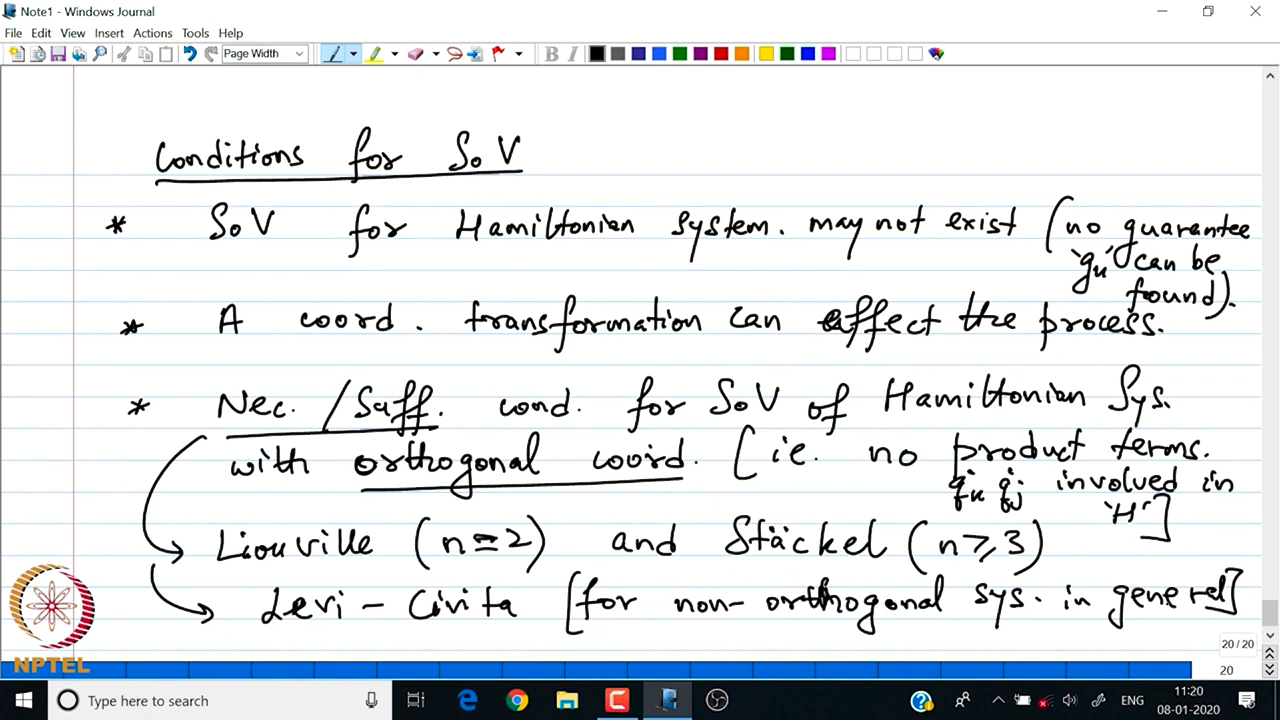 Note1 - Windows Journal
File Edit View Insert Actions Tools Help
Page Width
B I
Conditions for SoV
* SoV for Hamiltonian system. may not exist (no guarantee
'gk' can be
found).
* A coord. transformation can affect the process.
* Nec. / Suff. cond. for SoV of Hamiltonian Sys.
with orthogonal coord. [ie. no product terms.
q̇k q̇j involved in
'H']
Liouville (n=2) and Stäckel (n⩾3)
Levi-Civita [for non-orthogonal sys. in general]
20 / 20
20
NPTEL
Type here to search
ENG
11:20
08-01-2020